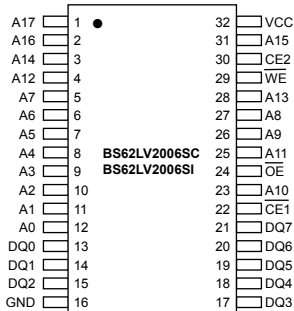 A17 1 32 VCC
A16 2 31 A15
A14 3 30 CE2
A12 4 29 WE
A7 5 28 A13
A6 6 27 A8
A5 7 26 A9
A4 8 BS62LV2006SC 25 A11
A3 9 BS62LV2006SI 24 OE
A2 10 23 A10
A1 11 22 CE1
A0 12 21 DQ7
DQ0 13 20 DQ6
DQ1 14 19 DQ5
DQ2 15 18 DQ4
GND 16 17 DQ3